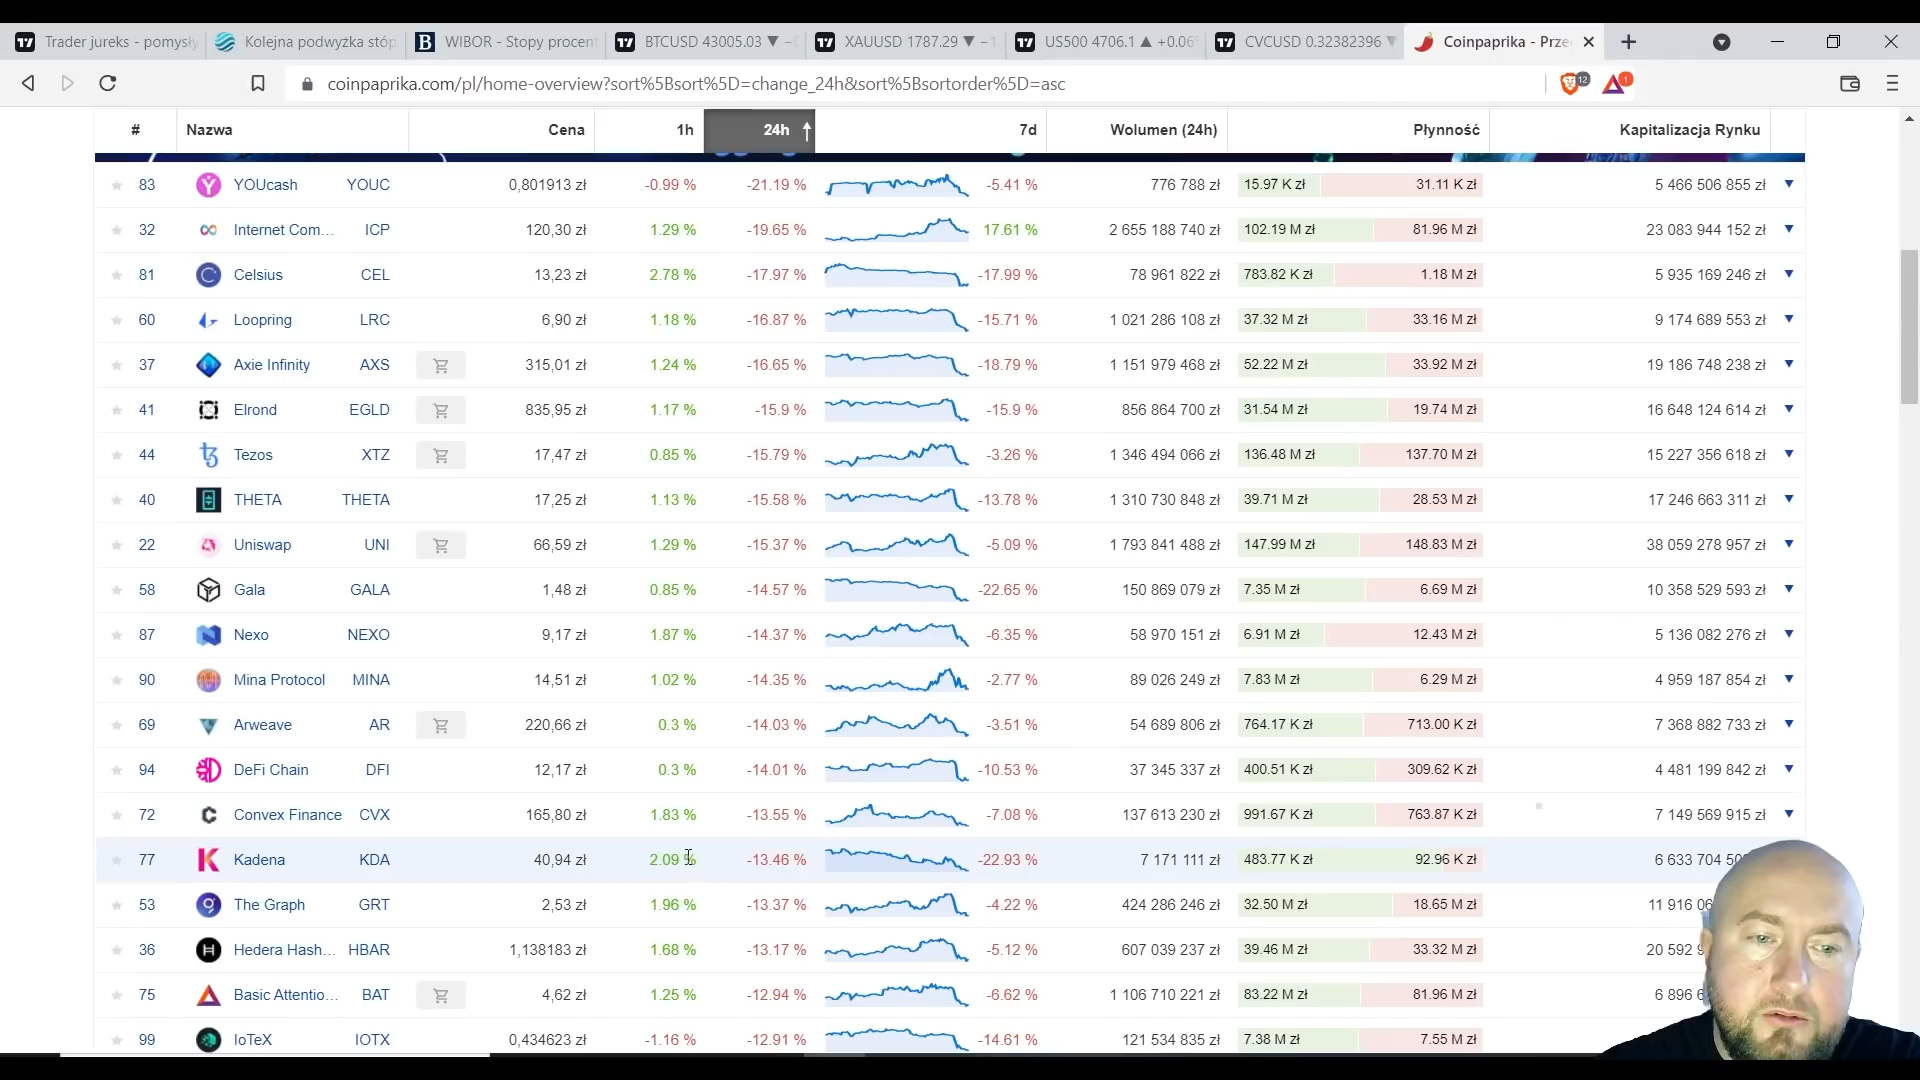 Trader jureks - pomysły Kolejna podwyżka stóp WIBOR - Stopy procent BTCUSD 43005.03 ▼ XAUUSD 1787.29 ▼ US500 4706.1 ▲ +0.06 CVCUSD 0.32382396 ▼ Coinpaprika - Prze
coinpaprika.com/pl/home-overview?sort%5Bsort%5D=change_24h&sort%5Bsortorder%5D=asc 12 1
# Nazwa Cena 1h 24h 7d Wolumen (24h) Płynność Kapitalizacja Rynku
83 YOUcash YOUC 0,801913 zł -0.99 % -21.19 % -5.41 % 776 788 zł 15.97 K zł 31.11 K zł 5 466 506 855 zł
32 Internet Com... ICP 120,30 zł 1.29 % -19.65 % 17.61 % 2 655 188 740 zł 102.19 M zł 81.96 M zł 23 083 944 152 zł
81 Celsius CEL 13,23 zł 2.78 % -17.97 % -17.99 % 78 961 822 zł 783.82 K zł 1.18 M zł 5 935 169 246 zł
60 Loopring LRC 6,90 zł 1.18 % -16.87 % -15.71 % 1 021 286 108 zł 37.32 M zł 33.16 M zł 9 174 689 553 zł
37 Axie Infinity AXS 315,01 zł 1.24 % -16.65 % -18.79 % 1 151 979 468 zł 52.22 M zł 33.92 M zł 19 186 748 238 zł
41 Elrond EGLD 835,95 zł 1.17 % -15.9 % -15.9 % 856 864 700 zł 31.54 M zł 19.74 M zł 16 648 124 614 zł
44 Tezos XTZ 17,47 zł 0.85 % -15.79 % -3.26 % 1 346 494 066 zł 136.48 M zł 137.70 M zł 15 227 356 618 zł
40 THETA THETA 17,25 zł 1.13 % -15.58 % -13.78 % 1 310 730 848 zł 39.71 M zł 28.53 M zł 17 246 663 311 zł
22 Uniswap UNI 66,59 zł 1.29 % -15.37 % -5.09 % 1 793 841 488 zł 147.99 M zł 148.83 M zł 38 059 278 957 zł
58 Gala GALA 1,48 zł 0.85 % -14.57 % -22.65 % 150 869 079 zł 7.35 M zł 6.69 M zł 10 358 529 593 zł
87 Nexo NEXO 9,17 zł 1.87 % -14.37 % -6.35 % 58 970 151 zł 6.91 M zł 12.43 M zł 5 136 082 276 zł
90 Mina Protocol MINA 14,51 zł 1.02 % -14.35 % -2.77 % 89 026 249 zł 7.83 M zł 6.29 M zł 4 959 187 854 zł
69 Arweave AR 220,66 zł 0.3 % -14.03 % -3.51 % 54 689 806 zł 764.17 K zł 713.00 K zł 7 368 882 733 zł
94 DeFi Chain DFI 12,17 zł 0.3 % -14.01 % -10.53 % 37 345 337 zł 400.51 K zł 309.62 K zł 4 481 199 842 zł
72 Convex Finance CVX 165,80 zł 1.83 % -13.55 % -7.08 % 137 613 230 zł 991.67 K zł 763.87 K zł 7 149 569 915 zł
77 Kadena KDA 40,94 zł 2.09 % -13.46 % -22.93 % 7 171 111 zł 483.77 K zł 92.96 K zł 6 633 704
53 The Graph GRT 2,53 zł 1.96 % -13.37 % -4.22 % 424 286 246 zł 32.50 M zł 18.65 M zł 11 916
36 Hedera Hash... HBAR 1,138183 zł 1.68 % -13.17 % -5.12 % 607 039 237 zł 39.46 M zł 33.32 M zł 20 592
75 Basic Attentio... BAT 4,62 zł 1.25 % -12.94 % -6.62 % 1 106 710 221 zł 83.22 M zł 81.96 M zł 6 896
99 IoTeX IOTX 0,434623 zł -1.16 % -12.91 % -14.61 % 121 534 835 zł 7.38 M zł 7.55 M zł